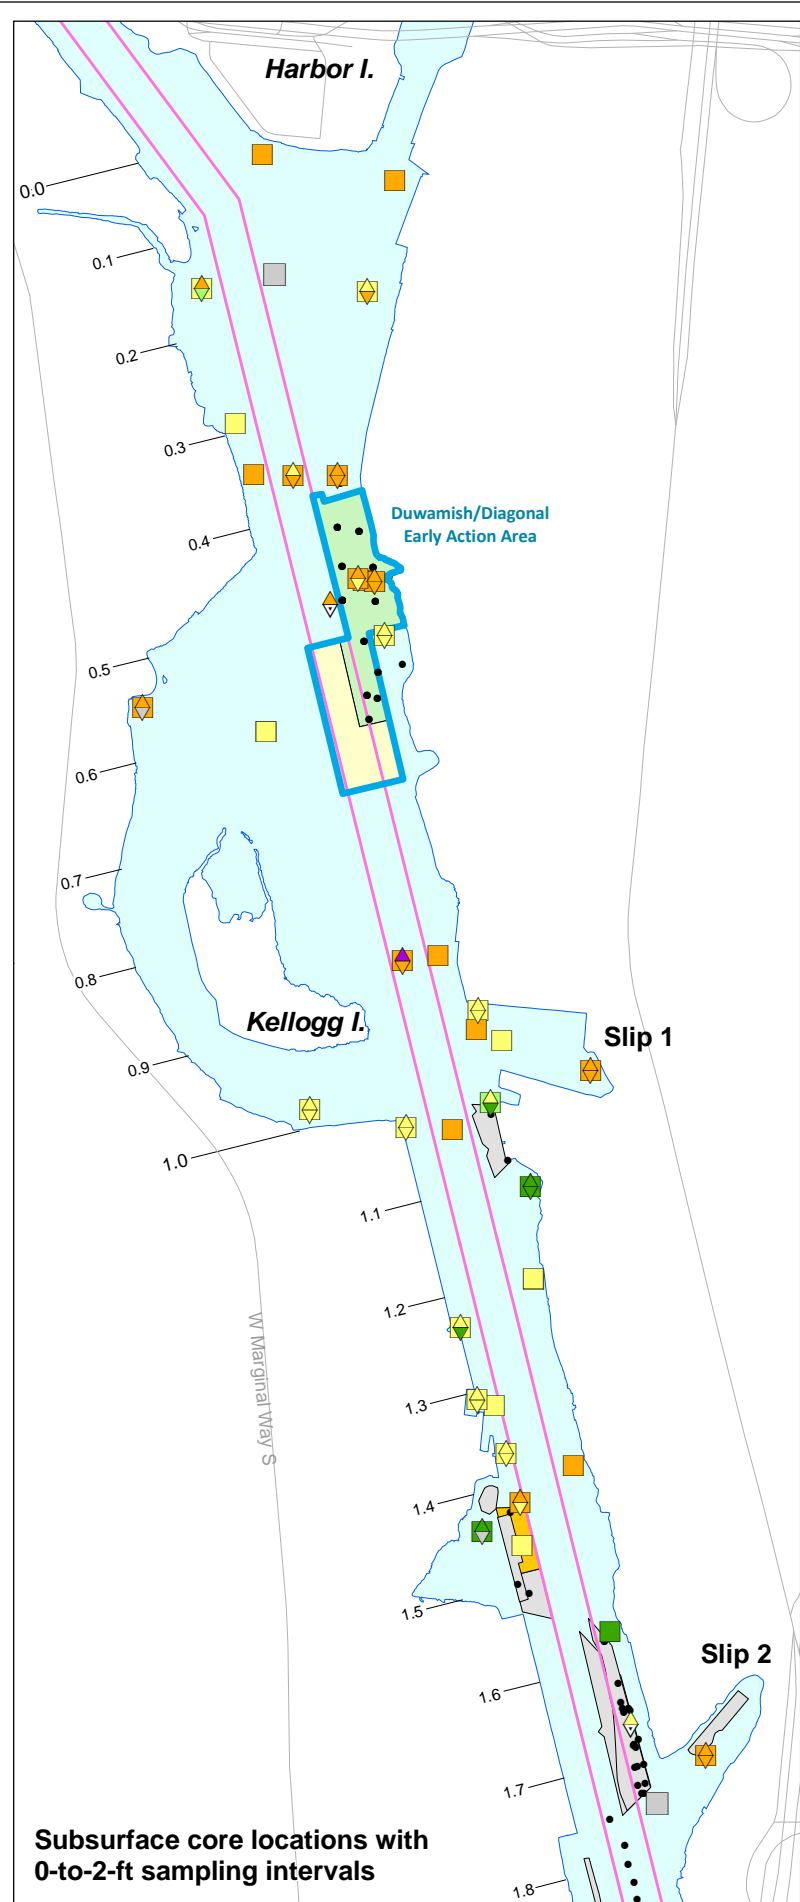 Harbor I.
0.0
0.1
0.2
0.3
0.4
Duwamish/Diagonal
Early Action Area
0.5
0.6
0.7
0.8
Kellogg I.
Slip 1
0.9
1.0
1.1
1.2
W Marginal Way S
1.3
1.4
1.5
Slip 2
1.6
1.7
Subsurface core locations with
0-to-2-ft sampling intervals
1.8